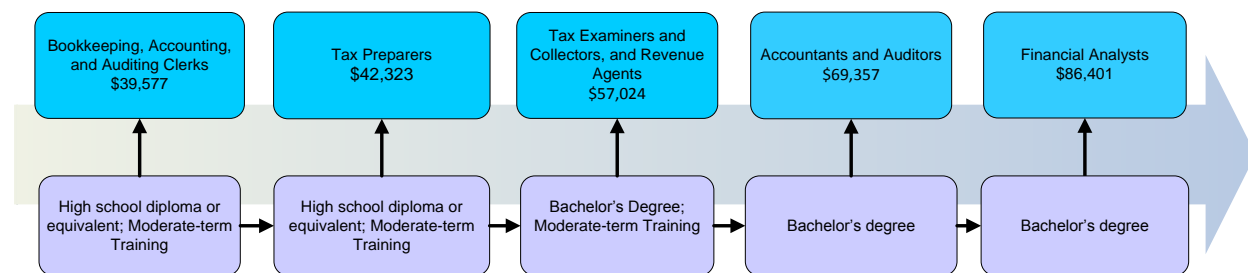 Bookkeeping, Accounting,
and Auditing Clerks
$39,577
Tax Preparers
$42,323
Tax Examiners and
Collectors, and Revenue
Agents
$57,024
Accountants and Auditors
$69,357
Financial Analysts
$86,401
High school diploma or
equivalent; Moderate-term
Training
High school diploma or
equivalent; Moderate-term
Training
Bachelor's Degree;
Moderate-term Training
Bachelor's degree
Bachelor's degree